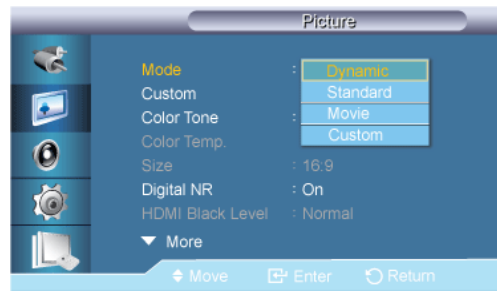 Picture
Mode : Dynamic
Custom Standard
Color Tone : Movie
Color Temp. Custom
Size : 16:9
Digital NR : On
HDMI Black Level : Normal
▼ More
Move Enter Return